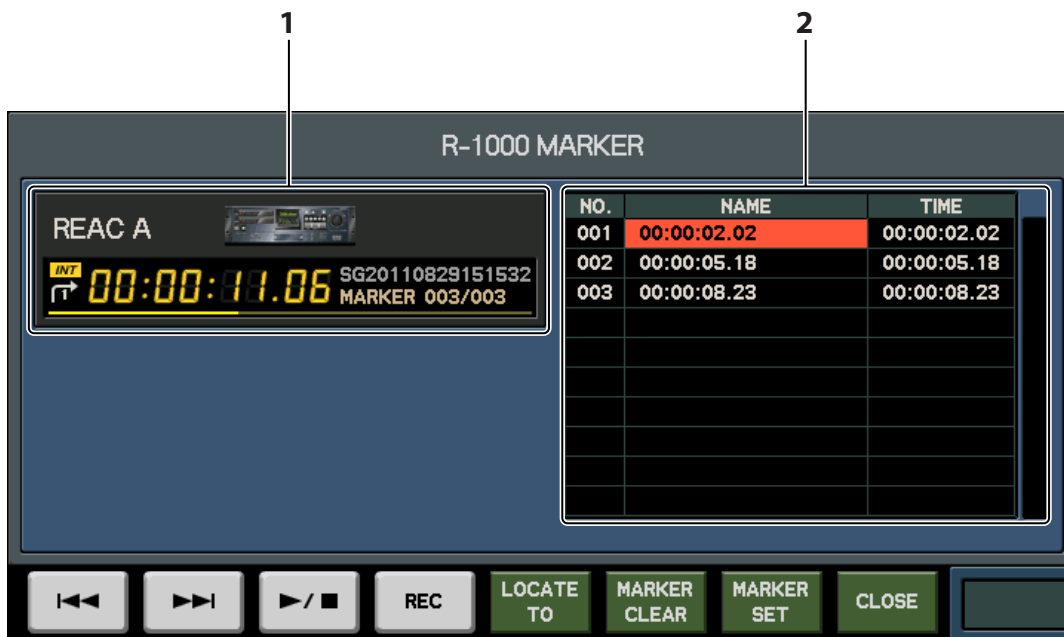 1 2
R-1000 MARKER
REAC A
INT
00:00:11.06
SG20110829151532
MARKER 003/003
NO. NAME TIME
001 00:00:02.02 00:00:02.02
002 00:00:05.18 00:00:05.18
003 00:00:08.23 00:00:08.23
REC
LOCATE
TO
MARKER
CLEAR
MARKER
SET
CLOSE